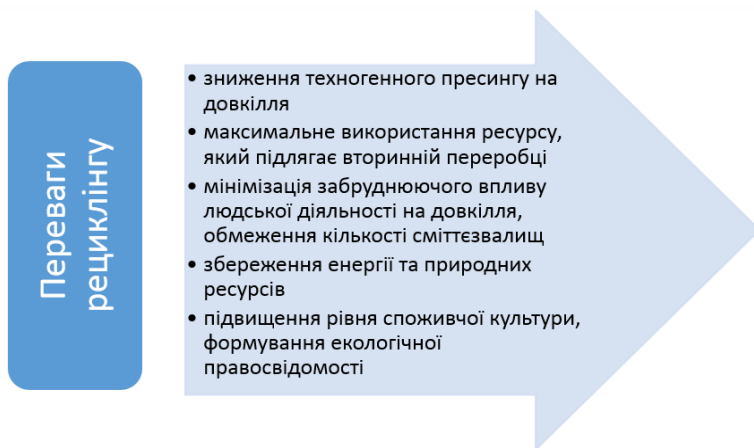 Переваги
рециклінгу
• зниження техногенного пресингу на
довкілля
• максимальне використання ресурсу,
який підлягає вторинній переробці
• мінімізація забруднюючого впливу
людської діяльності на довкілля,
обмеження кількості сміттєзвалищ
• збереження енергії та природних
ресурсів
• підвищення рівня споживчої культури,
формування екологічної
правосвідомості